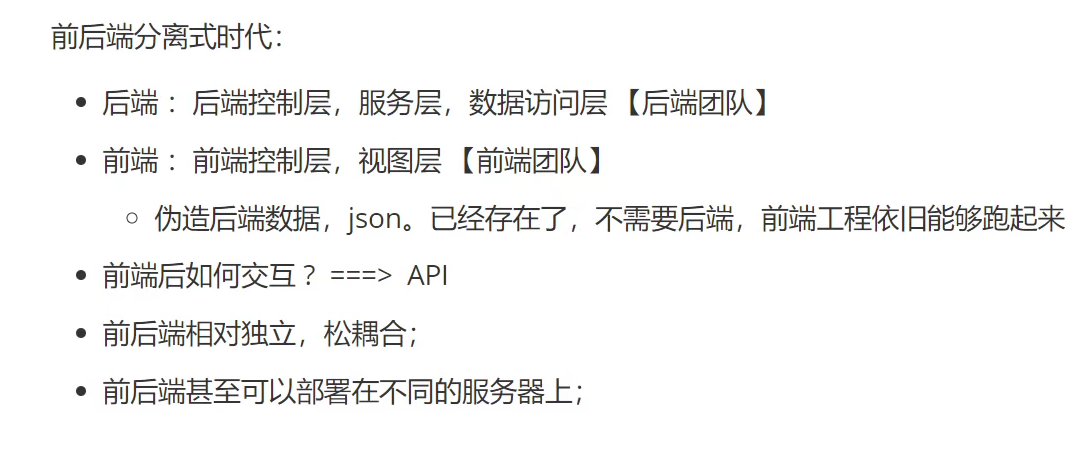 前后端分离式时代：
后端 ：后端控制层，服务层，数据访问层 【后端团队】
前端 ：前端控制层，视图层 【前端团队】
伪造后端数据，json。已经存在了，不需要后端，前端工程依旧能够跑起来
前端后如何交互？ ===> API
前后端相对独立，松耦合；
前后端甚至可以部署在不同的服务器上；